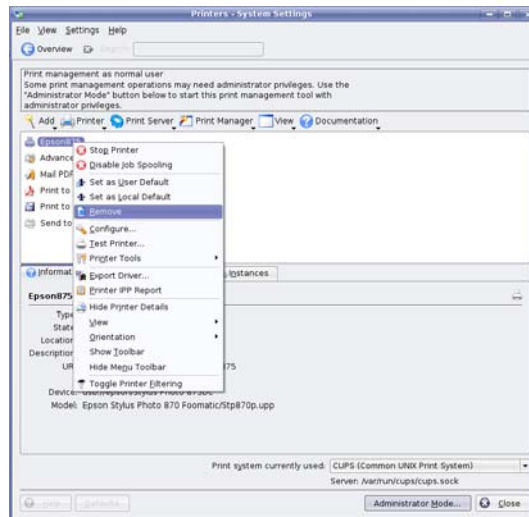 Printers - System Settings
File View Settings Help
Overview Search:
Print management as normal user
Some print management operations may need administrator privileges. Use the
"Administrator Mode" button below to start this print management tool with
administrator privileges.
Add Printer Print Server Print Manager View Documentation
Epson875
Advance
Mail PDF
Print to
Print to
Send to
Stop Printer
Disable Job Spooling
Set as User Default
Set as Local Default
Remove
Configure...
Test Printer...
Printer Tools
Export Driver...
Printer IPP Report
Hide Printer Details
View
Orientation
Show Toolbar
Hide Menu Toolbar
Toggle Printer Filtering
Informat Instances
Epson875
Type
State
Location
Description
UR 75
Device:
Model: Epson Stylus Photo 870 Foomatic/Stp870p.upp
Print system currently used: CUPS (Common UNIX Print System)
Server: /var/run/cups/cups.sock
Help Defaults Administrator Mode... Close